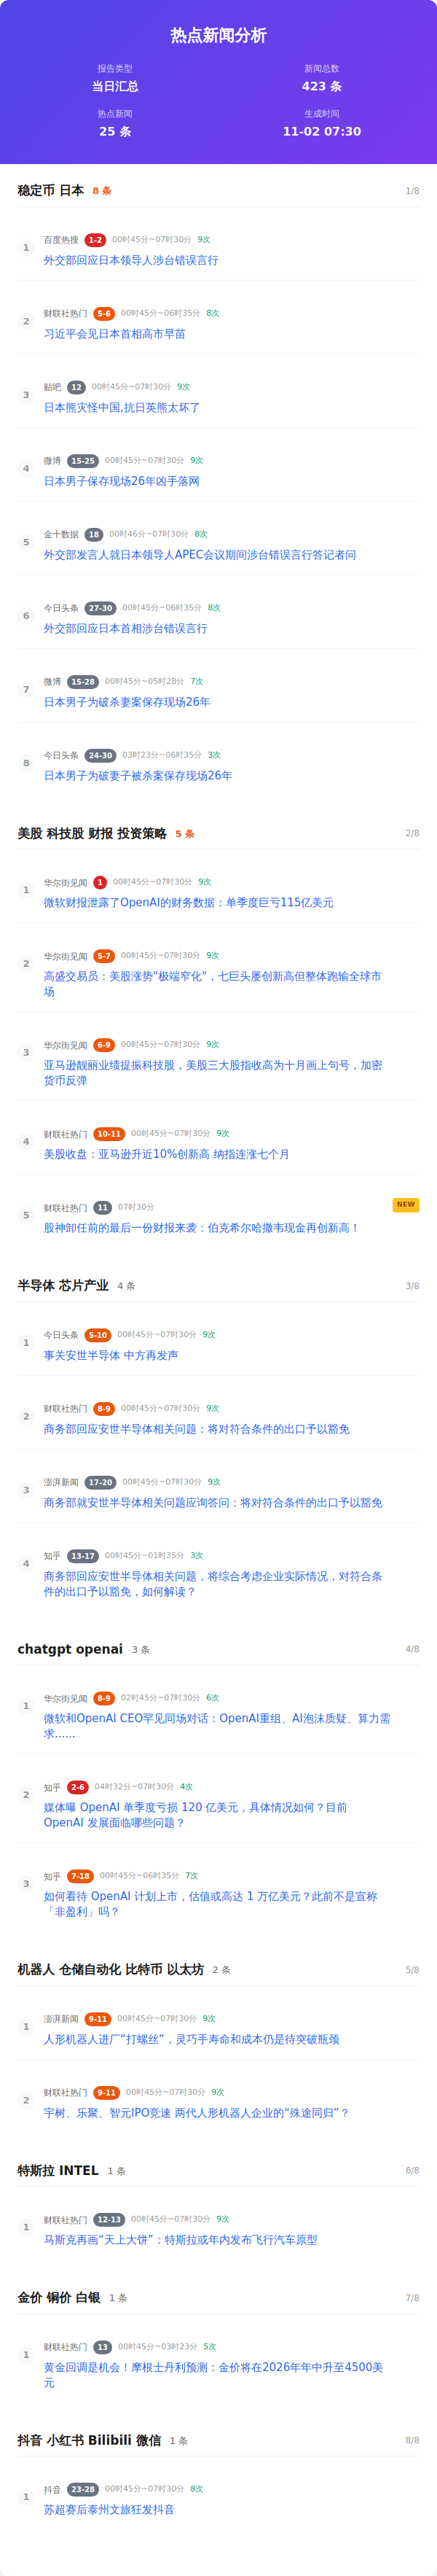 热点新闻分析
报告类型
新闻总数
当日汇总
423 条
热点新闻
生成时间
25 条
11-02 07:30
稳定币 日本 8 条 1/8
1
百度热搜 1-2 00时45分~07时30分 9次
外交部回应日本领导人涉台错误言行
2
财联社热门 5-6 00时45分~06时35分 8次
习近平会见日本首相高市早苗
3
贴吧 12 00时45分~07时30分 9次
日本熊灾怪中国,抗日英熊太坏了
4
微博 15-25 00时45分~07时30分 9次
日本男子保存现场26年凶手落网
5
金十数据 18 00时46分~07时30分 8次
外交部发言人就日本领导人APEC会议期间涉台错误言行答记者问
6
今日头条 27-30 00时45分~06时35分 8次
外交部回应日本首相涉台错误言行
7
微博 15-28 00时45分~05时28分 7次
日本男子为破杀妻案保存现场26年
8
今日头条 24-30 03时23分~06时35分 3次
日本男子为破妻子被杀案保存现场26年
美股 科技股 财报 投资策略 5 条 2/8
1
华尔街见闻 1 00时45分~07时30分 9次
微软财报泄露了OpenAI的财务数据：单季度巨亏115亿美元
2
华尔街见闻 5-7 00时45分~07时30分 9次
高盛交易员：美股涨势"极端窄化"，七巨头屡创新高但整体跑输全球市
场
3
华尔街见闻 6-9 00时45分~07时30分 9次
亚马逊靓丽业绩提振科技股，美股三大股指收高为十月画上句号，加密
货币反弹
4
财联社热门 10-11 00时45分~07时30分 9次
美股收盘：亚马逊升近10%创新高 纳指连涨七个月
5
财联社热门 11 07时30分 NEW
股神卸任前的最后一份财报来袭：伯克希尔哈撒韦现金再创新高！
半导体 芯片产业 4 条 3/8
1
今日头条 5-10 00时45分~07时30分 9次
事关安世半导体 中方再发声
2
财联社热门 8-9 00时45分~07时30分 9次
商务部回应安世半导体相关问题：将对符合条件的出口予以豁免
3
澎湃新闻 17-20 00时45分~07时30分 9次
商务部就安世半导体相关问题应询答问：将对符合条件的出口予以豁免
4
知乎 13-17 00时45分~01时35分 3次
商务部回应安世半导体相关问题，将综合考虑企业实际情况，对符合条
件的出口予以豁免，如何解读？
chatgpt openai 3 条 4/8
1
华尔街见闻 8-9 02时45分~07时30分 6次
微软和OpenAI CEO罕见同场对话：OpenAI重组、AI泡沫质疑、算力需
求……
2
知乎 2-6 04时32分~07时30分 4次
媒体曝 OpenAI 单季度亏损 120 亿美元，具体情况如何？目前
OpenAI 发展面临哪些问题？
3
知乎 7-18 00时45分~06时35分 7次
如何看待 OpenAI 计划上市，估值或高达 1 万亿美元？此前不是宣称
「非盈利」吗？
机器人 仓储自动化 比特币 以太坊 2 条 5/8
1
澎湃新闻 9-11 00时45分~07时30分 9次
人形机器人进厂“打螺丝”，灵巧手寿命和成本仍是待突破瓶颈
2
财联社热门 9-11 00时45分~07时30分 9次
宇树、乐聚、智元IPO竞速 两代人形机器人企业的“殊途同归”？
特斯拉 INTEL 1 条 6/8
1
财联社热门 12-13 00时45分~07时30分 9次
马斯克再画“天上大饼”：特斯拉或年内发布飞行汽车原型
金价 铜价 白银 1 条 7/8
1
财联社热门 13 00时45分~03时23分 5次
黄金回调是机会！摩根士丹利预测：金价将在2026年年中升至4500美
元
抖音 小红书 Bilibili 微信 1 条 8/8
1
抖音 23-28 00时45分~07时30分 8次
苏超赛后泰州文旅狂发抖音